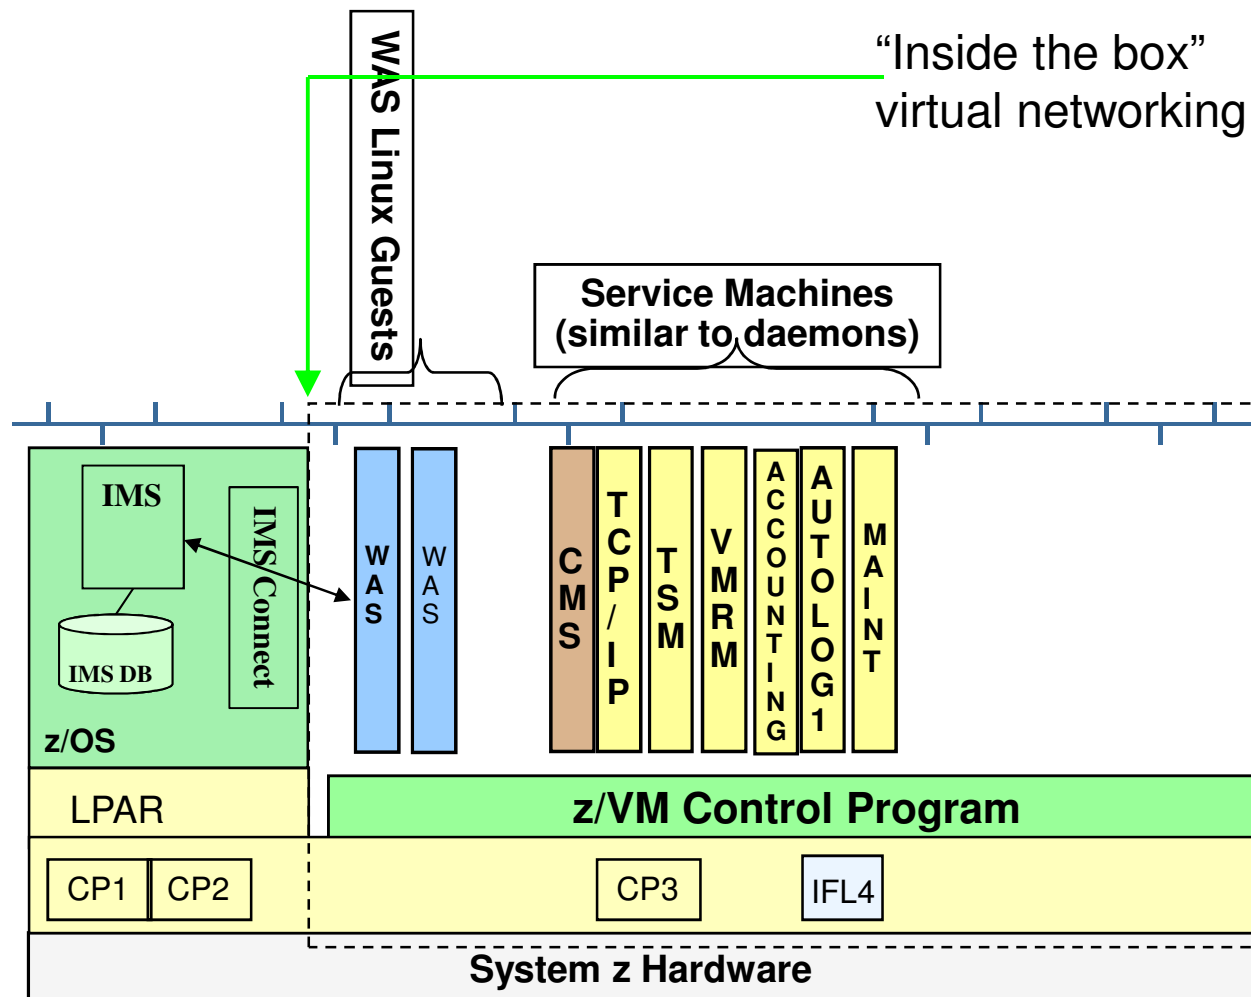 “Inside the box”
virtual networking
WAS Linux Guests
Service Machines
(similar to daemons)
IMS
IMS Connect
IMS DB
z/OS
WAS
WAS
CMS
TCP/IP
TSM
VMRM
ACCOUNTING
AUTOLOG1
MAINT
LPAR
z/VM Control Program
CP1
CP2
CP3
IFL4
System z Hardware